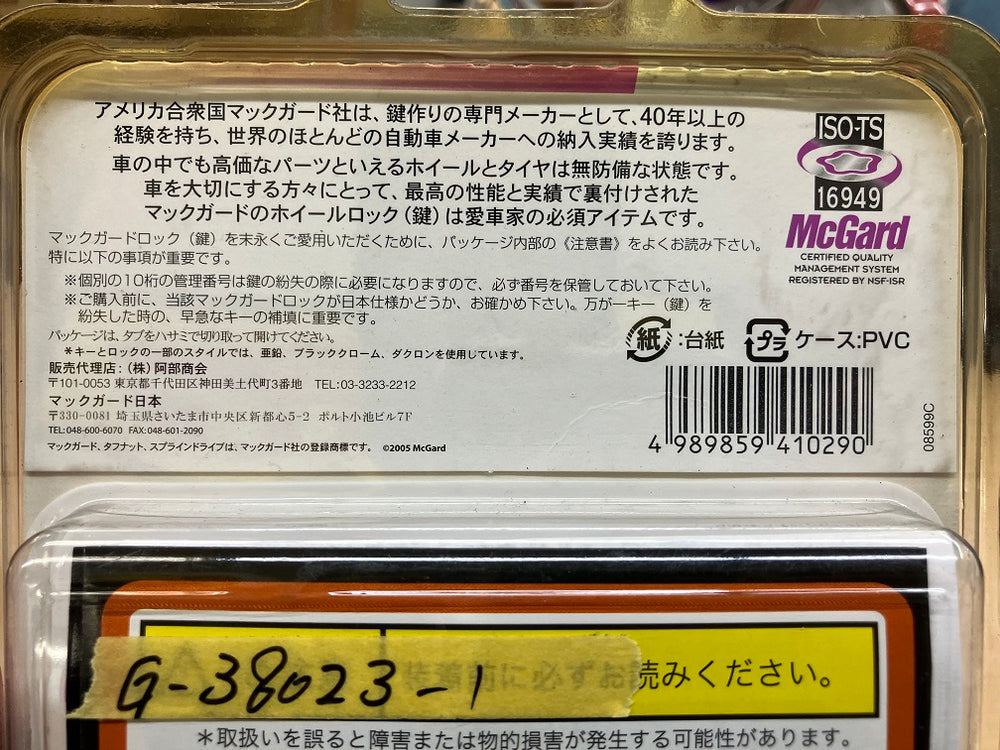 アメリカ合衆国マックガード社は、鍵作りの専門メーカーとして、40年以上の
経験を持ち、世界のほとんどの自動車メーカーへの納入実績を誇ります。
車の中でも高価なパーツといえるホイールとタイヤは無防備な状態です。
車を大切にする方々にとって、最高の性能と実績で裏付けされた
マックガードのホイールロック（鍵）は愛車家の必須アイテムです。
マックガードロック（鍵）を末永くご愛用いただくために、パッケージ内部の《注意書》をよくお読み下さい。
特に以下の事項が重要です。
※個別の10桁の管理番号は鍵の紛失の際に必要になりますので、必ず番号を保管しておいて下さい。
※ご購入前に、当該マックガードロックが日本仕様かどうか、お確かめ下さい。万が一キー（鍵）を
紛失した時の、早急なキーの補填に重要です。
パッケージは、タブをハサミで切り取って開けてください。
＊キーとロックの一部のスタイルでは、亜鉛、ブラッククローム、ダクロンを使用しています。
販売代理店：（株）阿部商会
〒101-0053 東京都千代田区神田美土代町3番地 TEL:03-3233-2212
マックガード日本
〒330-0081 埼玉県さいたま市中央区新都心5-2 ポルト小池ビル7F
TEL:048-600-6070 FAX:048-601-2090
マックガード、タフナット、スプラインドライブは、マックガード社の登録商標です。 ©2005 McGard
ISO-TS
16949
McGard
CERTIFIED QUALITY
MANAGEMENT SYSTEM
REGISTERED BY NSF-ISR
紙:台紙 プラ ケース:PVC
4 989859 410290
08599C
装着前に必ずお読みください。
G-38023-1
＊取扱いを誤ると障害または物的損害が発生する可能性があります。